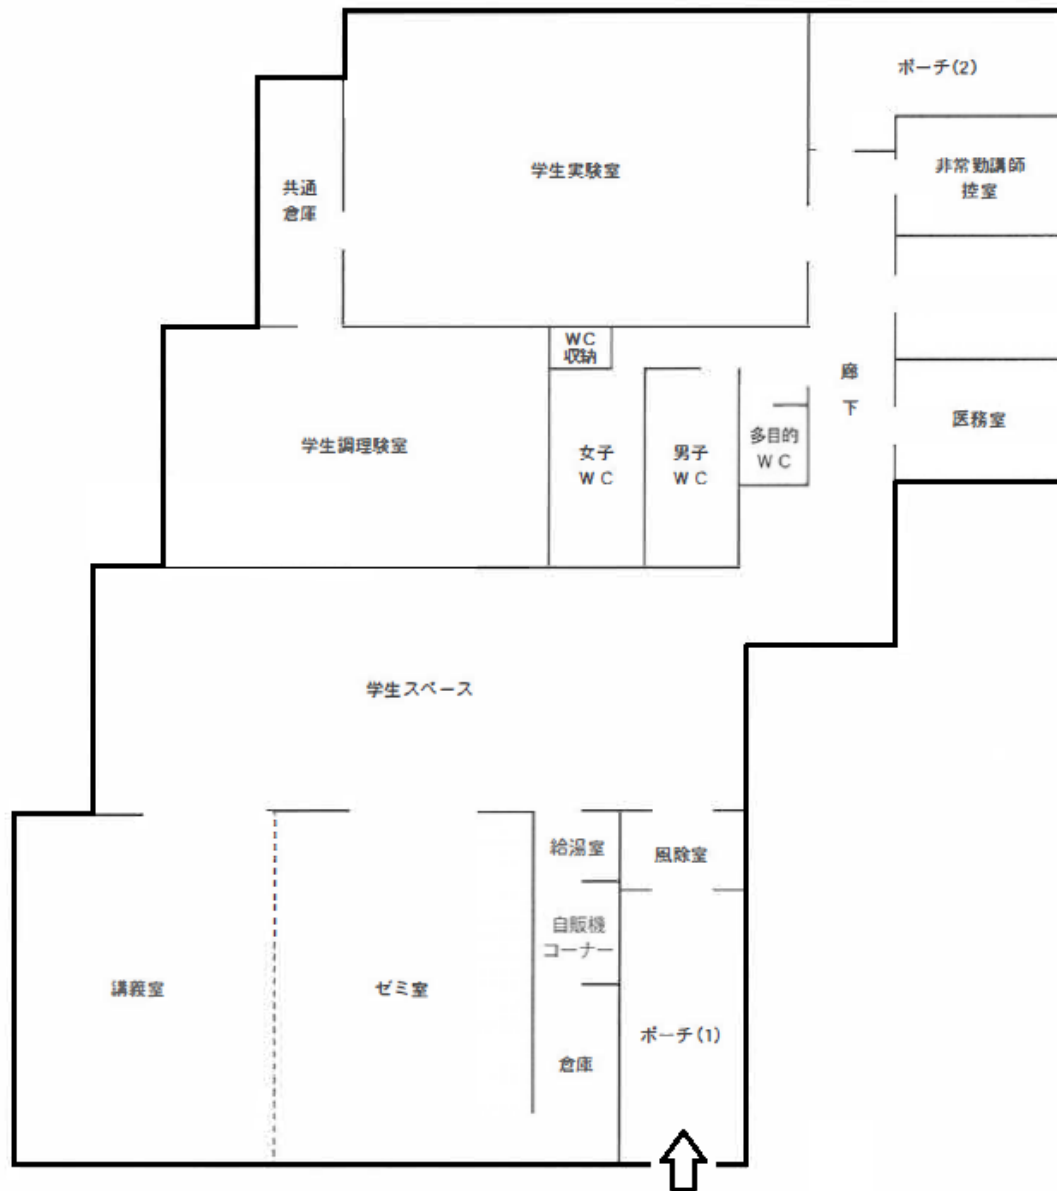 ポーチ(2)
学生実験室
非常勤講師
控室
共通
倉庫
WC
収納
廊
下
医務室
学生調理験室
女子
WC
男子
WC
多目的
WC
学生スペース
給湯室
風除室
自販機
コーナー
講義室
ゼミ室
ポーチ(1)
倉庫